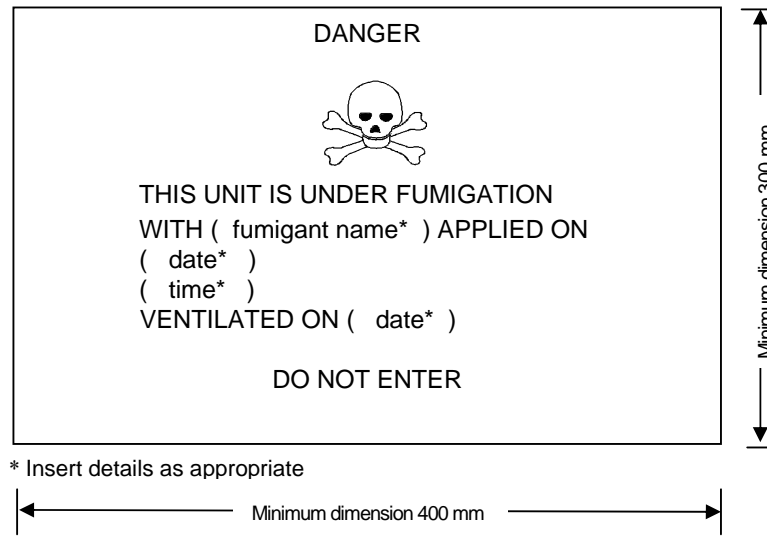 DANGER
THIS UNIT IS UNDER FUMIGATION
WITH ( fumigant name* ) APPLIED ON
( date* )
( time* )
VENTILATED ON ( date* )
DO NOT ENTER
Minimum dimension 300 mm
* Insert details as appropriate
Minimum dimension 400 mm